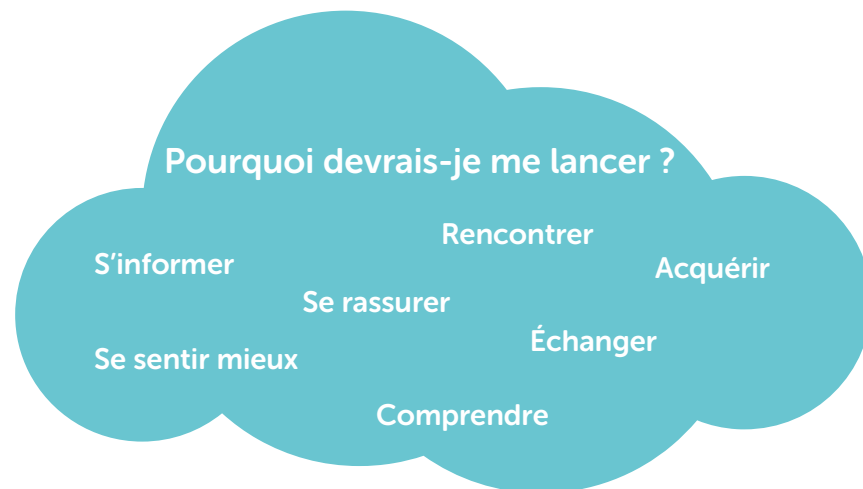 Pourquoi devrais-je me lancer ?
Rencontrer
S’informer
Acquérir
Se rassurer
Échanger
Se sentir mieux
Comprendre